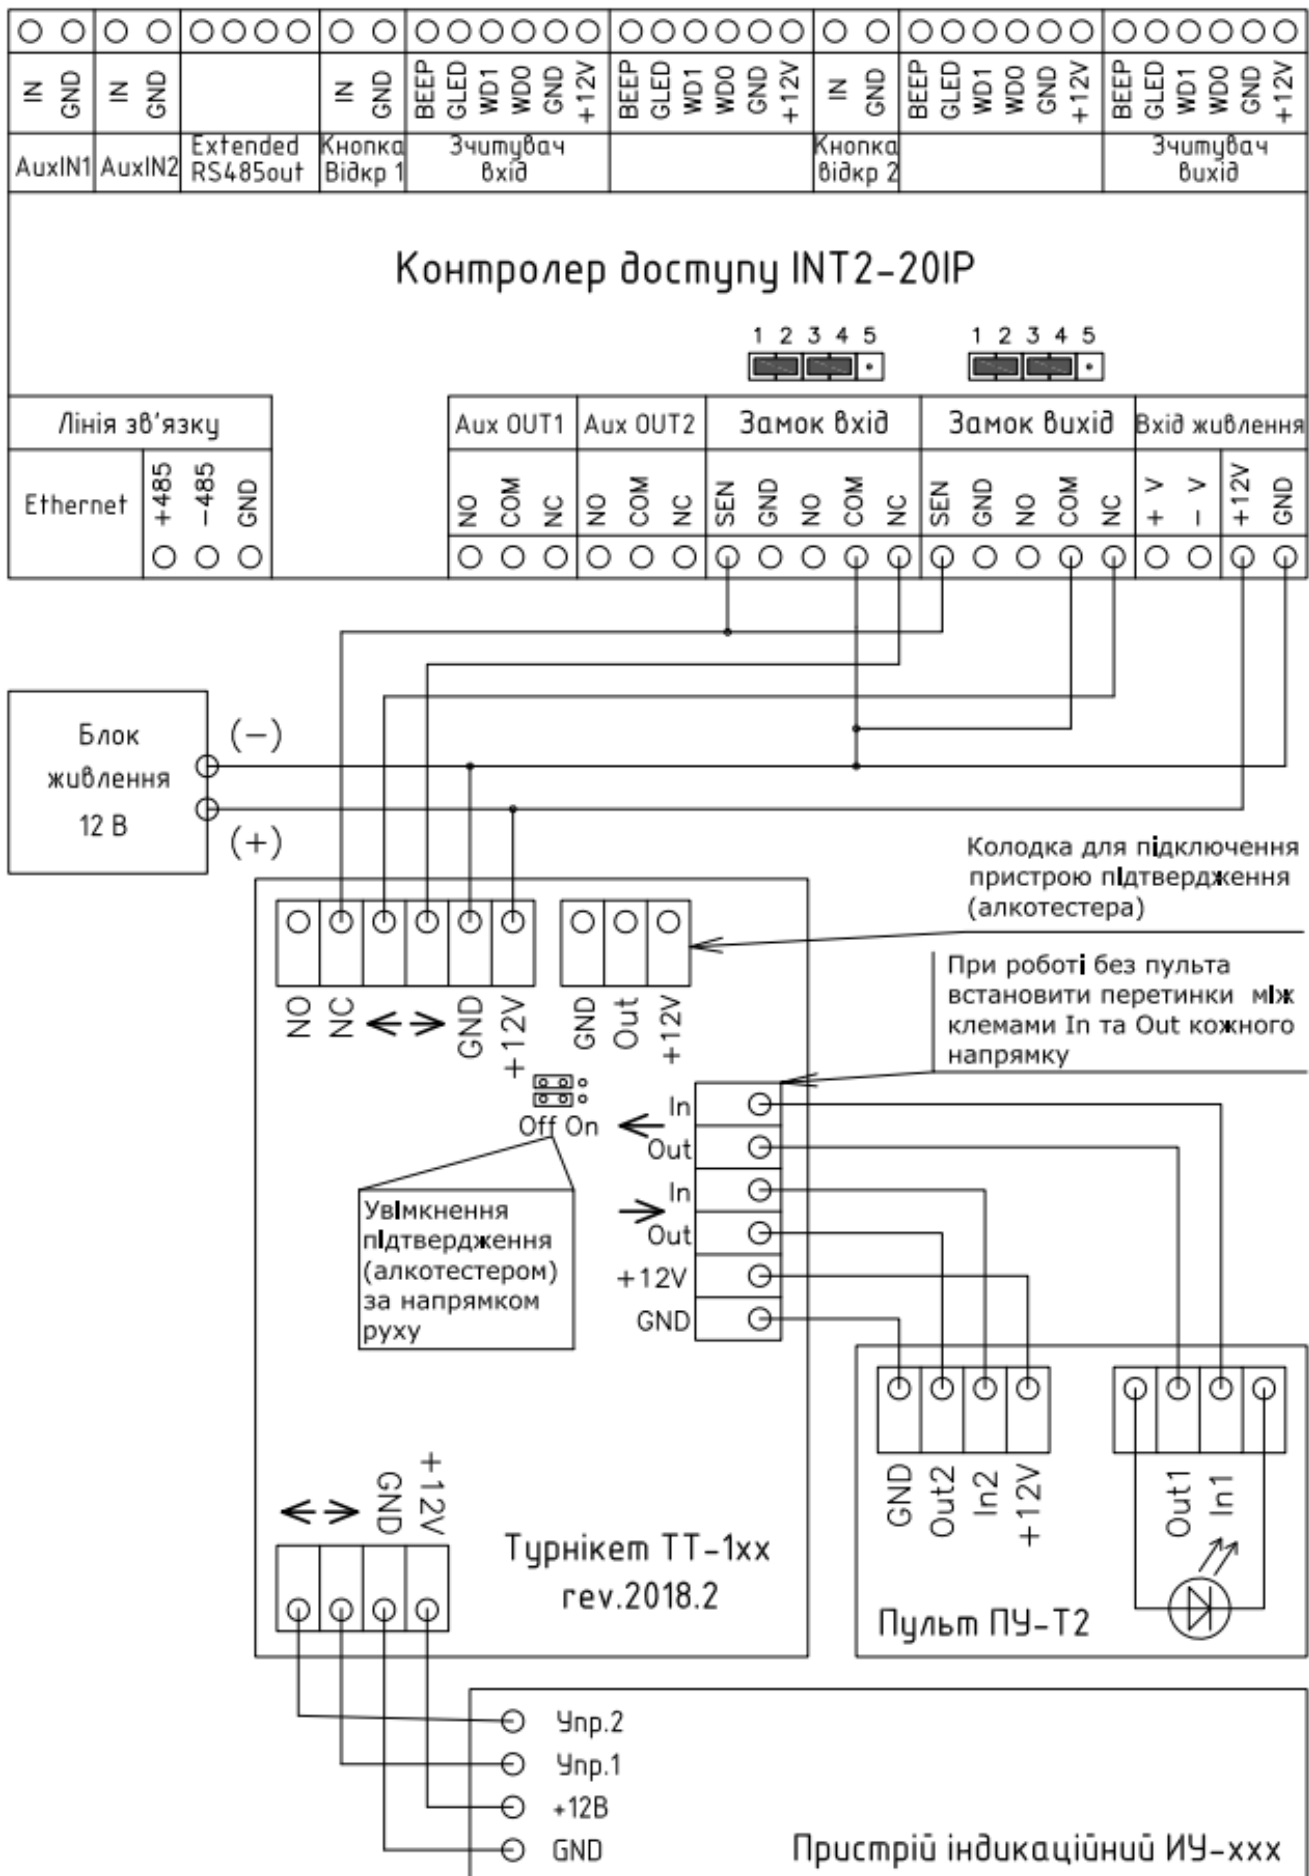 IN GND IN GND IN GND BEEP GLED WD1 WD0 GND +12V BEEP GLED WD1 WD0 GND +12V IN GND BEEP GLED WD1 WD0 GND +12V BEEP GLED WD1 WD0 GND +12V
AuxIN1 AuxIN2 Extended Кнопка Зчитувач Кнопка Зчитувач
RS485out Відкр 1 вхід відкр 2 вихід
Контролер доступу INT2-20IP
1 2 3 4 5 1 2 3 4 5
Лінія зв'язку Aux OUT1 Aux OUT2 Замок вхід Замок вихід Вхід живлення
Ethernet +485 -485 GND NO COM NC NO COM NC SEN GND NO COM NC SEN GND NO COM NC + V - V +12V GND
Блок
живлення
12 В
(-)
(+)
Колодка для підключення
пристрою підтвердження
(алкотестера)
При роботі без пульта
встановити перетинки між
клемами In та Out кожного
напрямку
NO NC GND +12V GND Out +12V
Off On
Увімкнення
підтвердження
(алкотестером)
за напрямком
руху
In
Out
In
Out
+12V
GND
GND Out2 In2 +12V Out1 In1
Пульт ПУ-Т2
GND +12V
Турнікет ТТ-1хх
rev.2018.2
Упр.2
Упр.1
+12В
GND
Пристрій індикаційний ИУ-ххх